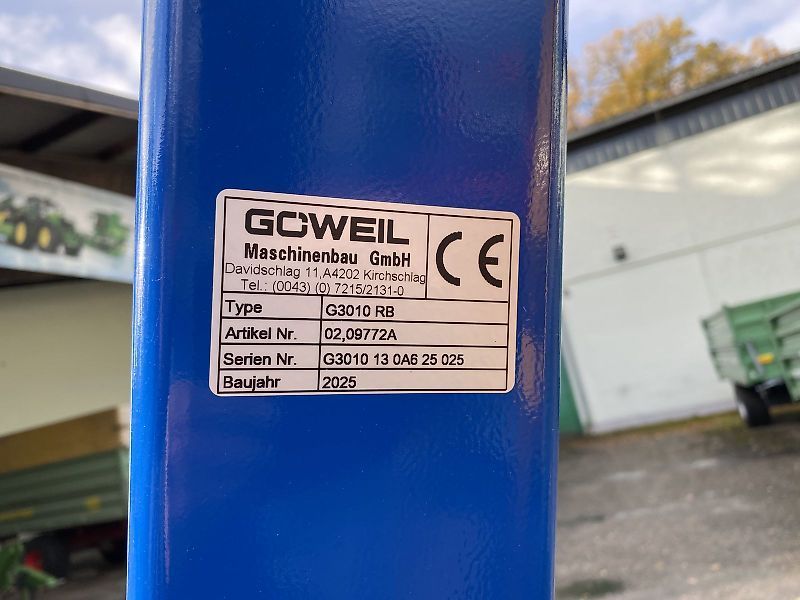 GÖWEIL
Maschinenbau GmbH
Davidschlag 11,A4202 Kirchschlag
Tel.: (0043) (0) 7215/2131-0
CE
Type G3010 RB
Artikel Nr. 02,09772A
Serien Nr. G3010 13 0A6 25 025
Baujahr 2025